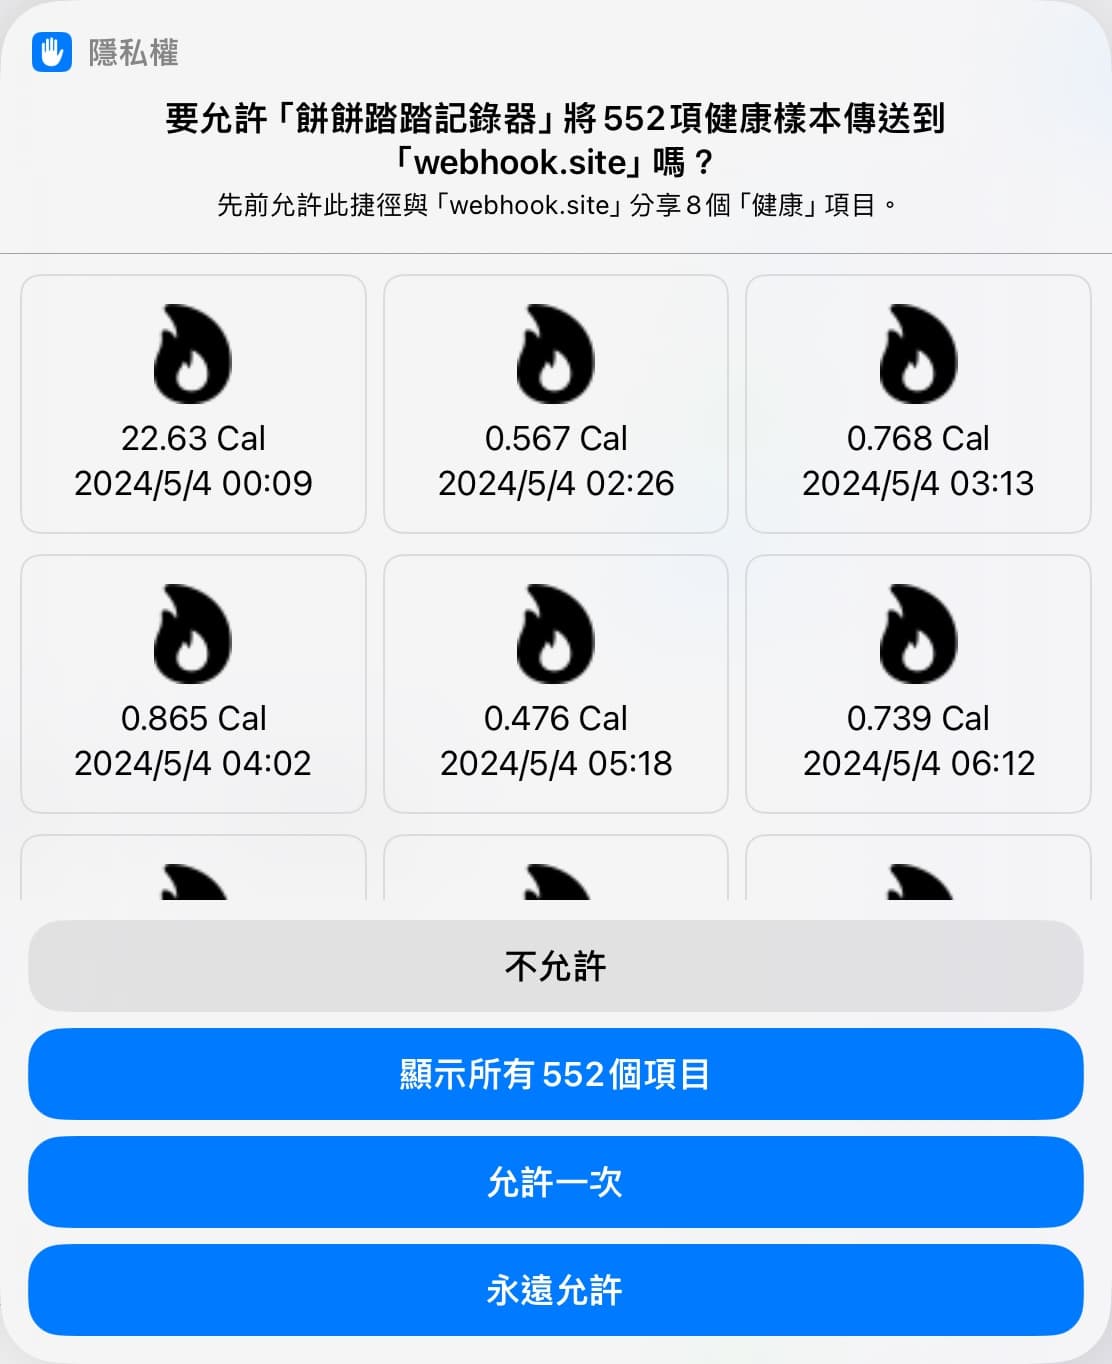 隱私權
要允許「餅餅踏踏記錄器」將552項健康樣本傳送到
「webhook.site」嗎？
先前允許此捷徑與「webhook.site」分享8個「健康」項目。
22.63 Cal
2024/5/4 00:09
0.567 Cal
2024/5/4 02:26
0.768 Cal
2024/5/4 03:13
0.865 Cal
2024/5/4 04:02
0.476 Cal
2024/5/4 05:18
0.739 Cal
2024/5/4 06:12
不允許
顯示所有552個項目
允許一次
永遠允許